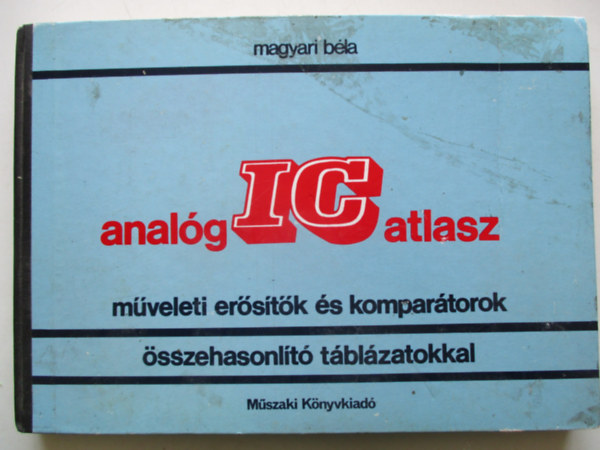 magyari béla
analóg IC atlasz
műveleti erősítők és komparátorok
összehasonlító táblázatokkal
Műszaki Könyvkiadó